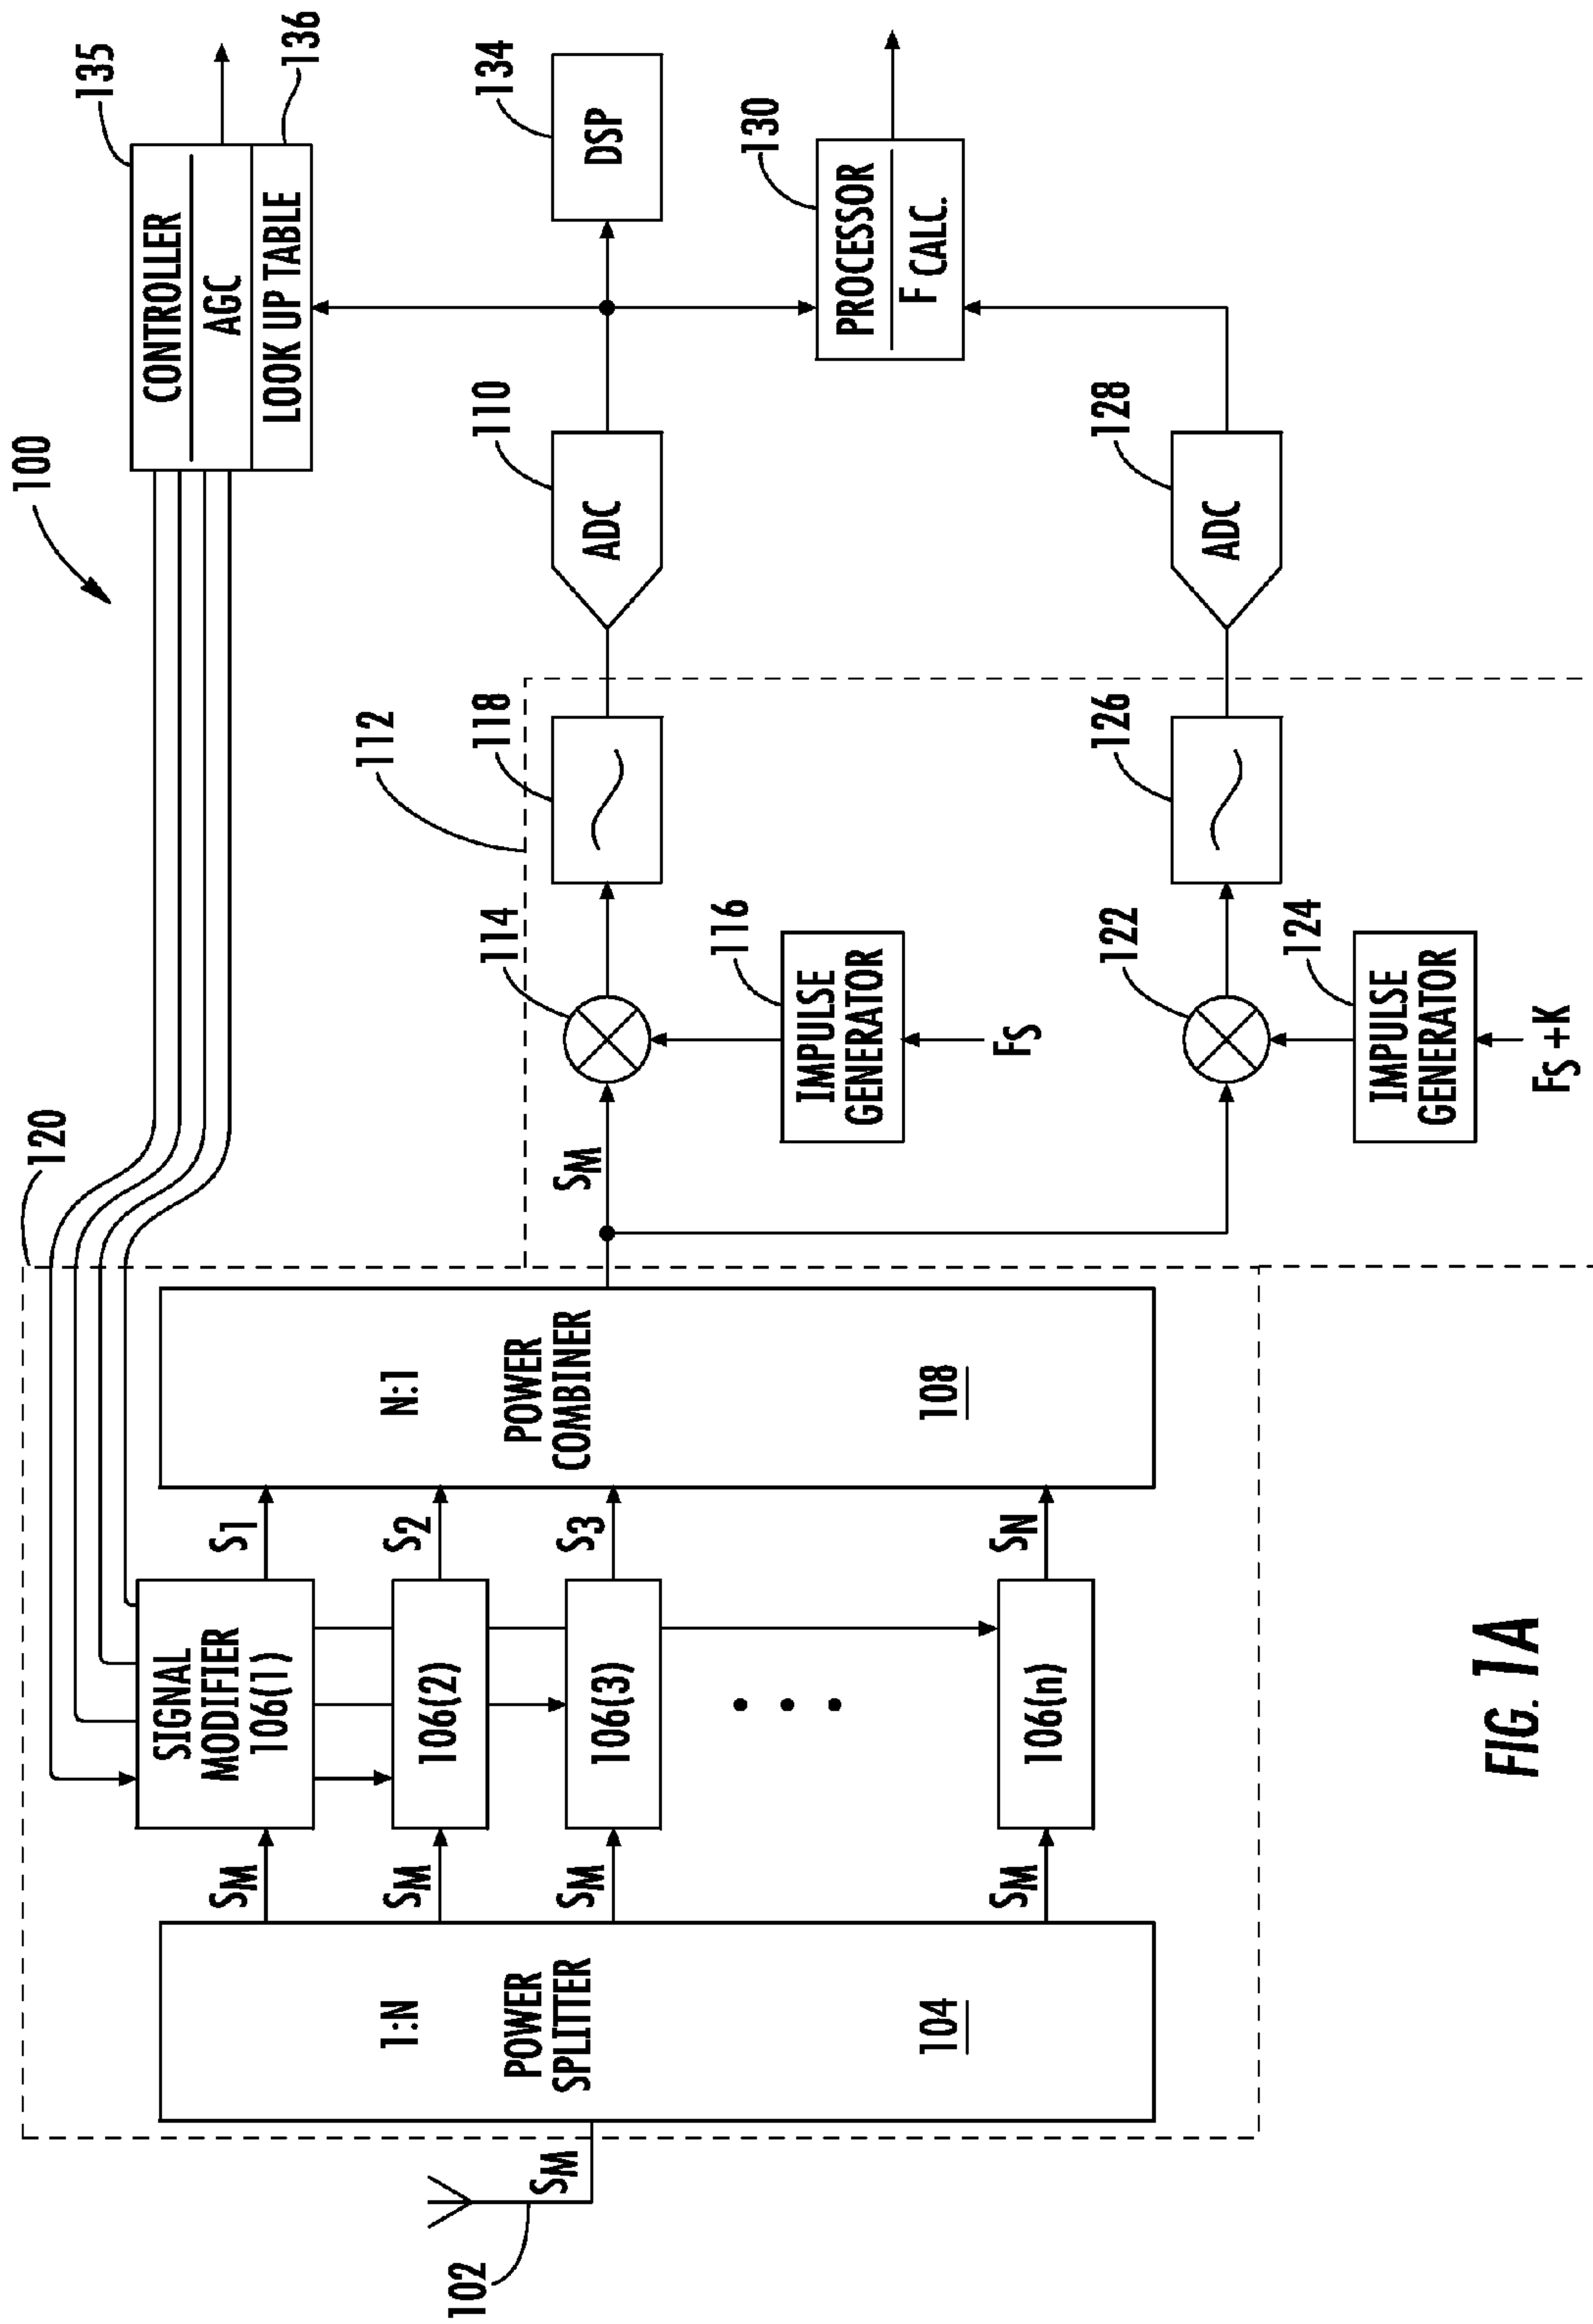 100
135
CONTROLLER
AGC
LOOK UP TABLE
136
120
SM
102
1:N
POWER
SPLITTER
104
SM
SM
SM
SM
SIGNAL
MODIFIER
106(1)
106(2)
106(3)
106(n)
S1
S2
S3
SN
N:1
POWER
COMBINER
108
112
SM
114
116
IMPULSE
GENERATOR
FS
118
110
ADC
134
DSP
130
PROCESSOR
F CALC.
122
124
IMPULSE
GENERATOR
FS+K
126
128
ADC
FIG. 1A